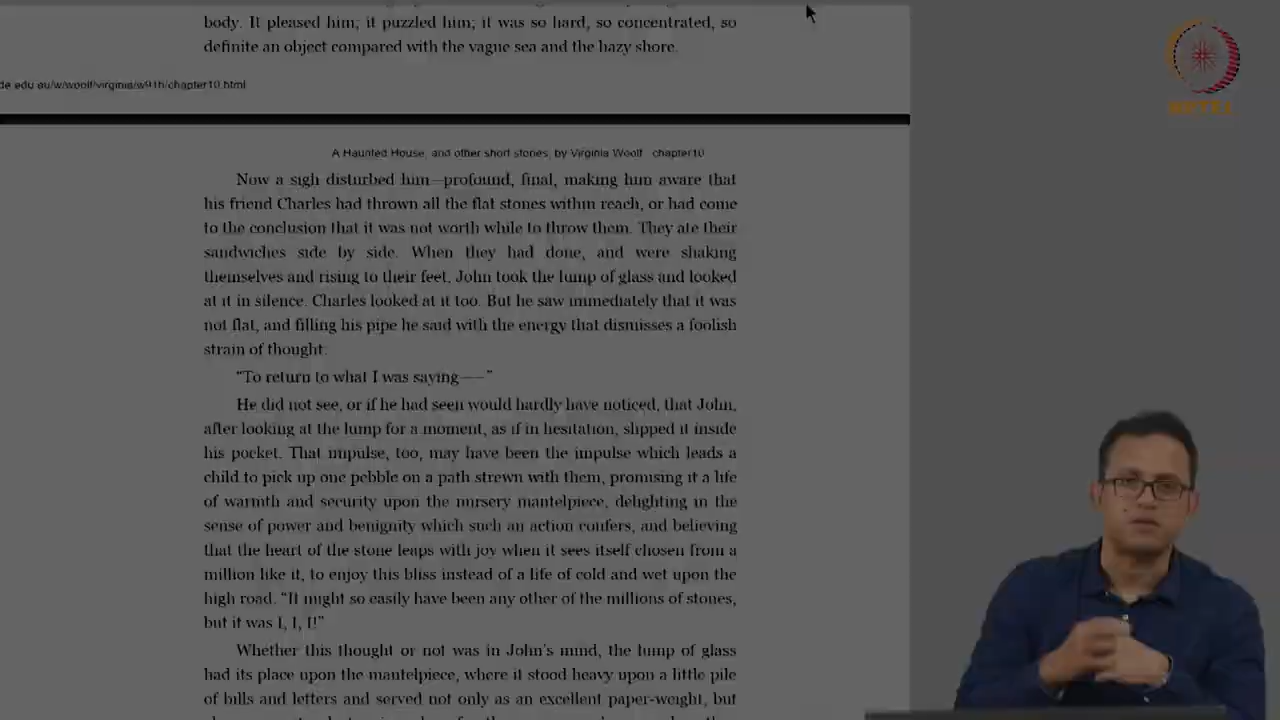 body. It pleased him; it puzzled him; it was so hard, so concentrated, so
definite an object compared with the vague sea and the hazy shore.
de.edu.au/w/woolf/virginia/w91h/chapter10.html
A Haunted House, and other short stories, by Virginia Woolf chapter10
Now a sigh disturbed him—profound, final, making him aware that
his friend Charles had thrown all the flat stones within reach, or had come
to the conclusion that it was not worth while to throw them. They ate their
sandwiches side by side. When they had done, and were shaking
themselves and rising to their feet, John took the lump of glass and looked
at it in silence. Charles looked at it too. But he saw immediately that it was
not flat, and filling his pipe he said with the energy that dismisses a foolish
strain of thought.
“To return to what I was saying——”
He did not see, or if he had seen would hardly have noticed, that John,
after looking at the lump for a moment, as if in hesitation, slipped it inside
his pocket. That impulse, too, may have been the impulse which leads a
child to pick up one pebble on a path strewn with them, promising it a life
of warmth and security upon the nursery mantelpiece, delighting in the
sense of power and benignity which such an action confers, and believing
that the heart of the stone leaps with joy when it sees itself chosen from a
million like it, to enjoy this bliss instead of a life of cold and wet upon the
high road. “It might so easily have been any other of the millions of stones,
but it was I, I, I!”
Whether this thought or not was in John’s mind, the lump of glass
had its place upon the mantelpiece, where it stood heavy upon a little pile
of bills and letters and served not only as an excellent paper-weight, but
NPTEL